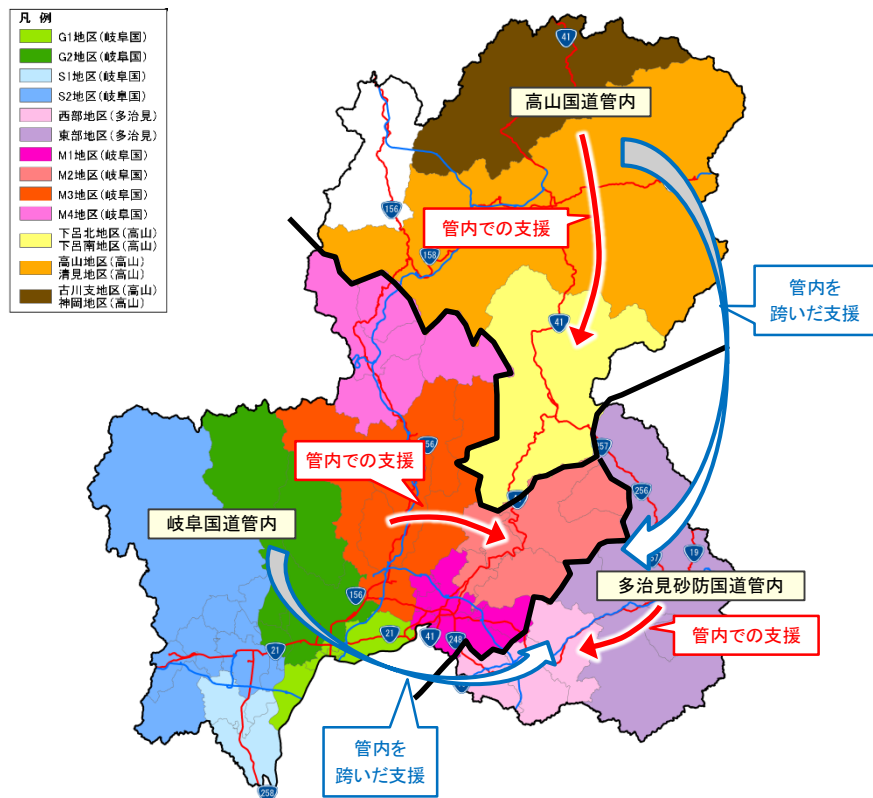 凡 例
G1地区(岐阜国)
G2地区(岐阜国)
S1地区(岐阜国)
S2地区(岐阜国)
西部地区(多治見)
東部地区(多治見)
M1地区(岐阜国)
M2地区(岐阜国)
M3地区(岐阜国)
M4地区(岐阜国)
下呂北地区(高山)
下呂南地区(高山)
高山地区(高山)
清見地区(高山)
古川支地区(高山)
神岡地区(高山)
41
高山国道管内
156
管内での支援
158
管内を
跨いだ支援
41
管内での支援
256
岐阜国道管内
19
多治見砂防国道管内
156
21
41
248
21
管内での支援
管内を
跨いだ支援
258